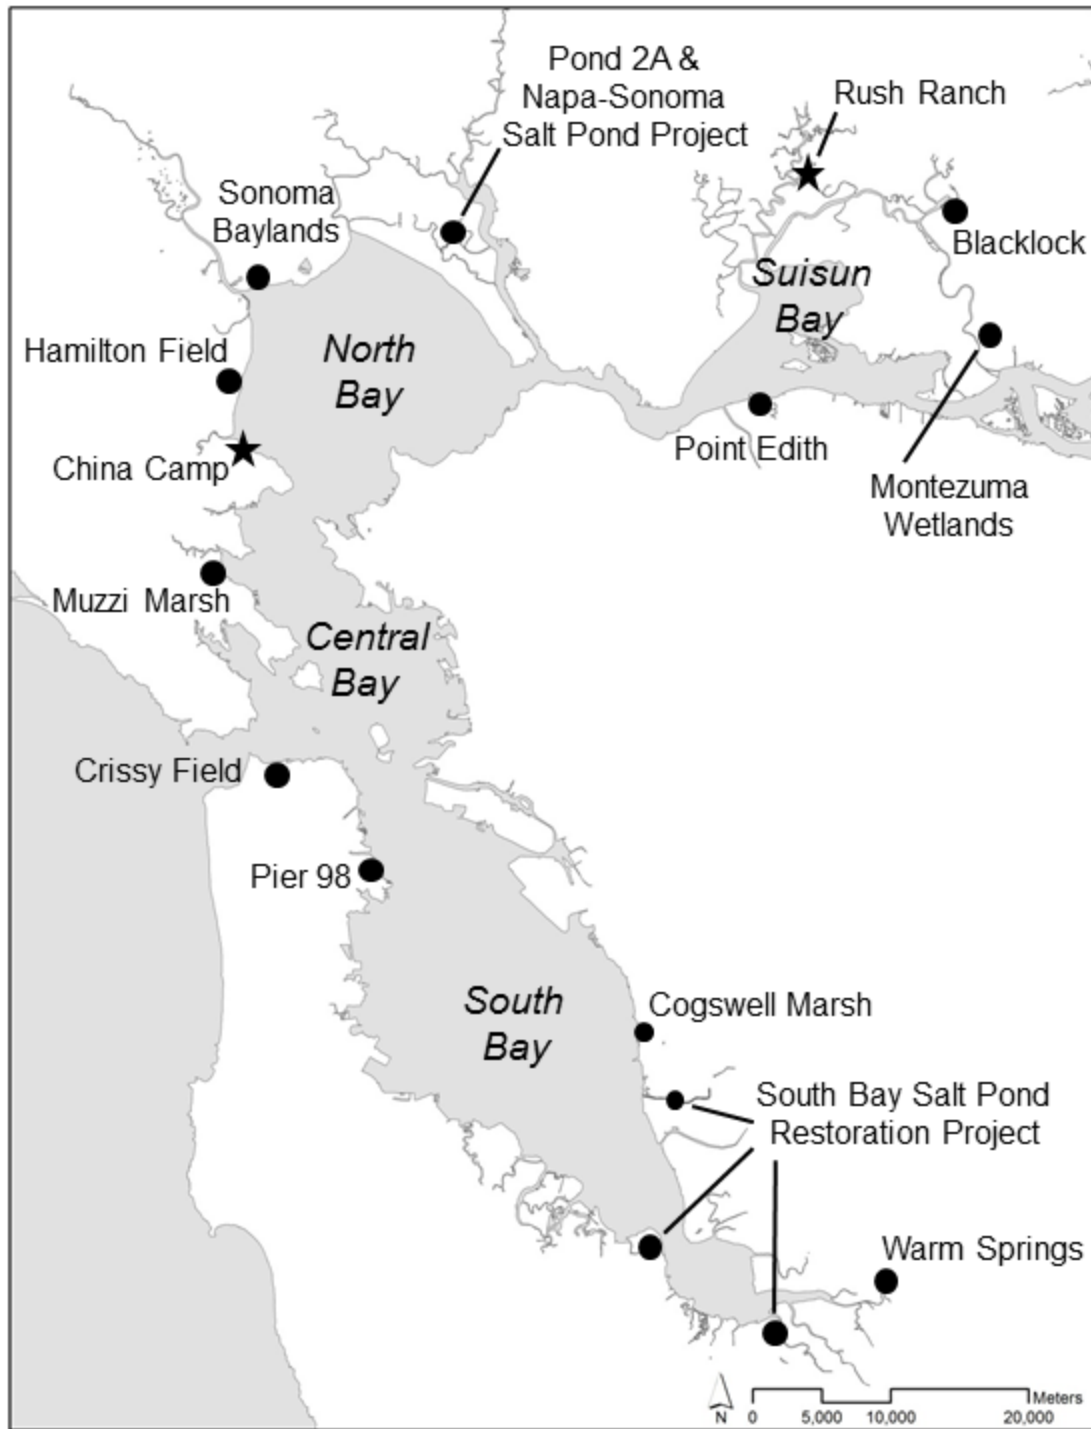 Pond 2A &
Napa-Sonoma
Salt Pond Project
Rush Ranch
Sonoma
Baylands
Blacklock
Suisun
Bay
Hamilton Field
North
Bay
China Camp
Point Edith
Montezuma
Wetlands
Muzzi Marsh
Central
Bay
Crissy Field
Pier 98
South
Bay
Cogswell Marsh
South Bay Salt Pond
Restoration Project
Warm Springs
N
Meters
0 5,000 10,000 20,000